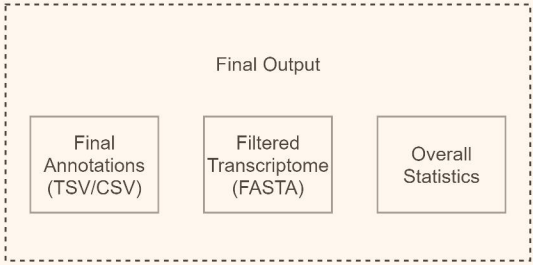 Final Output
Final
Annotations
(TSV/CSV)
Filtered
Transcriptome
(FASTA)
Overall
Statistics